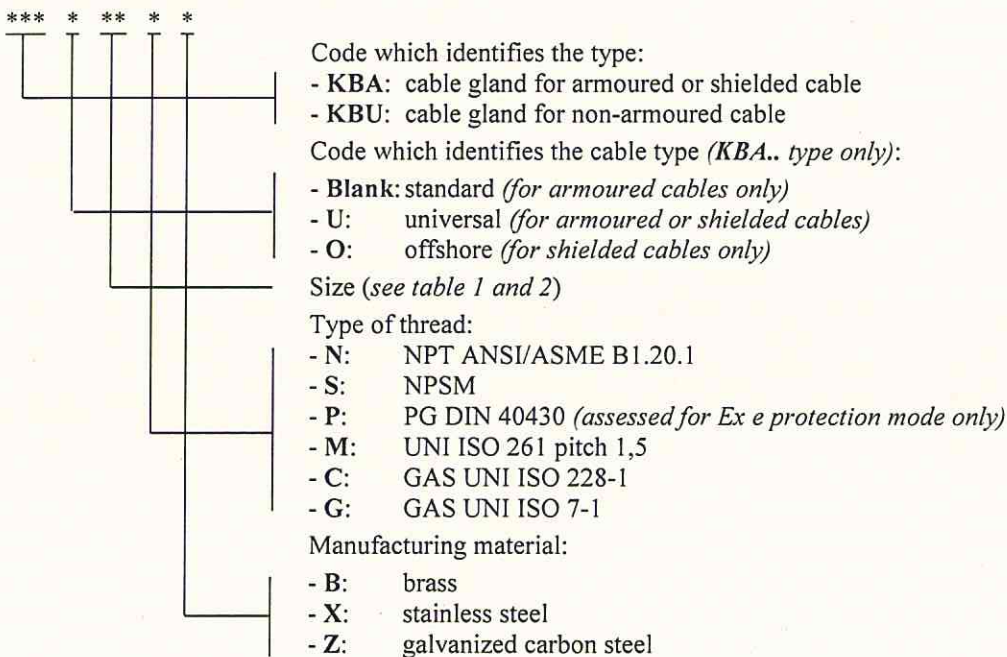 *** * ** * *
Code which identifies the type:
- KBA: cable gland for armoured or shielded cable
- KBU: cable gland for non-armoured cable
Code which identifies the cable type (KBA.. type only):
- Blank: standard (for armoured cables only)
- U: universal (for armoured or shielded cables)
- O: offshore (for shielded cables only)
Size (see table 1 and 2)
Type of thread:
- N: NPT ANSI/ASME B1.20.1
- S: NPSM
- P: PG DIN 40430 (assessed for Ex e protection mode only)
- M: UNI ISO 261 pitch 1,5
- C: GAS UNI ISO 228-1
- G: GAS UNI ISO 7-1
Manufacturing material:
- B: brass
- X: stainless steel
- Z: galvanized carbon steel